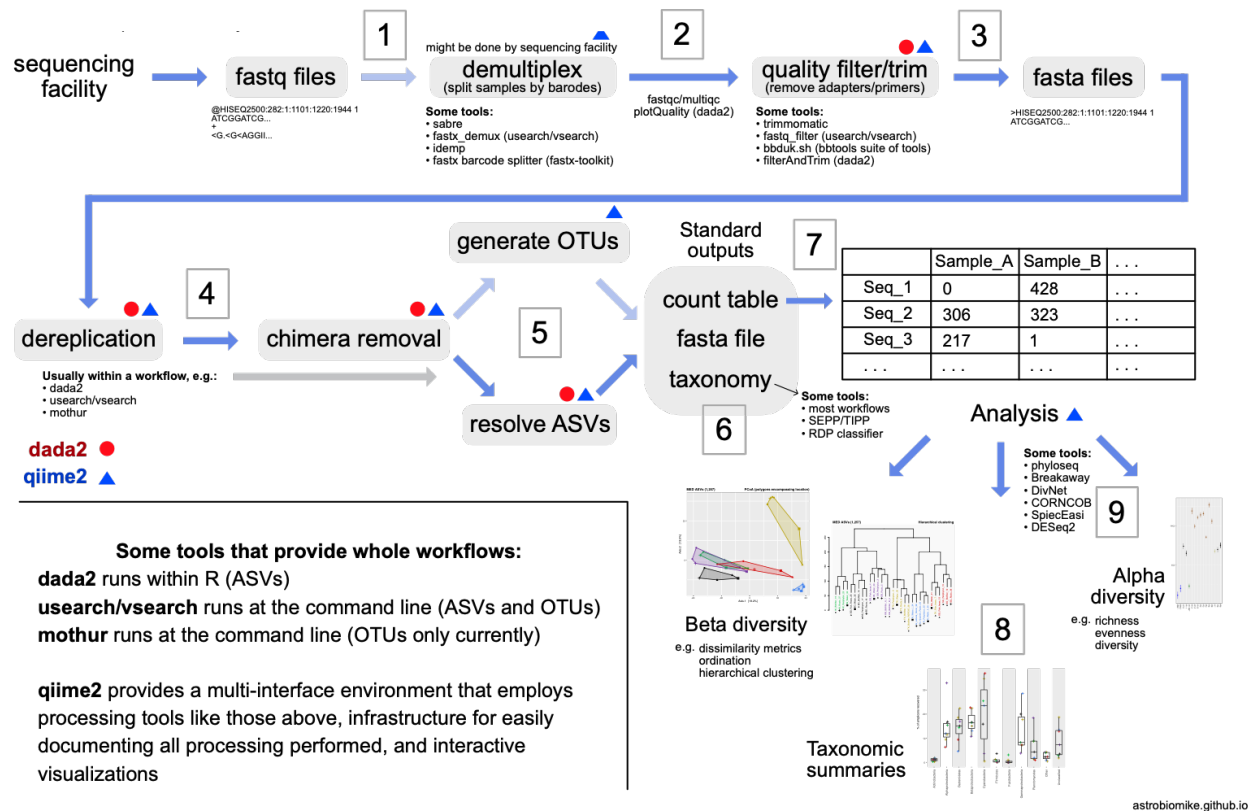 1
2
3
sequencing
facility
fastq files
@HISEQ2500:282:1:1101:1220:1944 1
ATCGGATCG...
+
<G.<G<AGGII...
might be done by sequencing facility
demultiplex
(split samples by barodes)
Some tools:
• sabre
• fastx_demux (usearch/vsearch)
• idemp
• fastx barcode splitter (fastx-toolkit)
fastqc/multiqc
plotQuality (dada2)
quality filter/trim
(remove adapters/primers)
Some tools:
• trimmomatic
• fastq_filter (usearch/vsearch)
• bbduk.sh (bbtools suite of tools)
• filterAndTrim (dada2)
fasta files
>HISEQ2500:282:1:1101:1220:1944 1
ATCGGATCG...
dereplication
Usually within a workflow, e.g.:
• dada2
• usearch/vsearch
• mothur
4
chimera removal
generate OTUs
5
resolve ASVs
Standard
outputs
count table
fasta file
taxonomy
6
Some tools:
• most workflows
• SEPP/TIPP
• RDP classifier
7
Sample_A Sample_B . . .
Seq_1 0 428 . . .
Seq_2 306 323 . . .
Seq_3 217 1 . . .
. . . . . . . . . . . .
dada2
qiime2
Analysis
Some tools:
• phyloseq
• Breakaway
• DivNet
• CORNCOB
• SpiecEasi
• DESeq2
9
Some tools that provide whole workflows:
dada2 runs within R (ASVs)
usearch/vsearch runs at the command line (ASVs and OTUs)
mothur runs at the command line (OTUs only currently)
qiime2 provides a multi-interface environment that employs
processing tools like those above, infrastructure for easily
documenting all processing performed, and interactive
visualizations
Hierarchical clustering
Beta diversity
e.g. dissimilarity metrics
ordination
hierarchical clustering
8
Alpha
diversity
e.g. richness
evenness
diversity
Taxonomic
summaries
astrobiomike.github.io